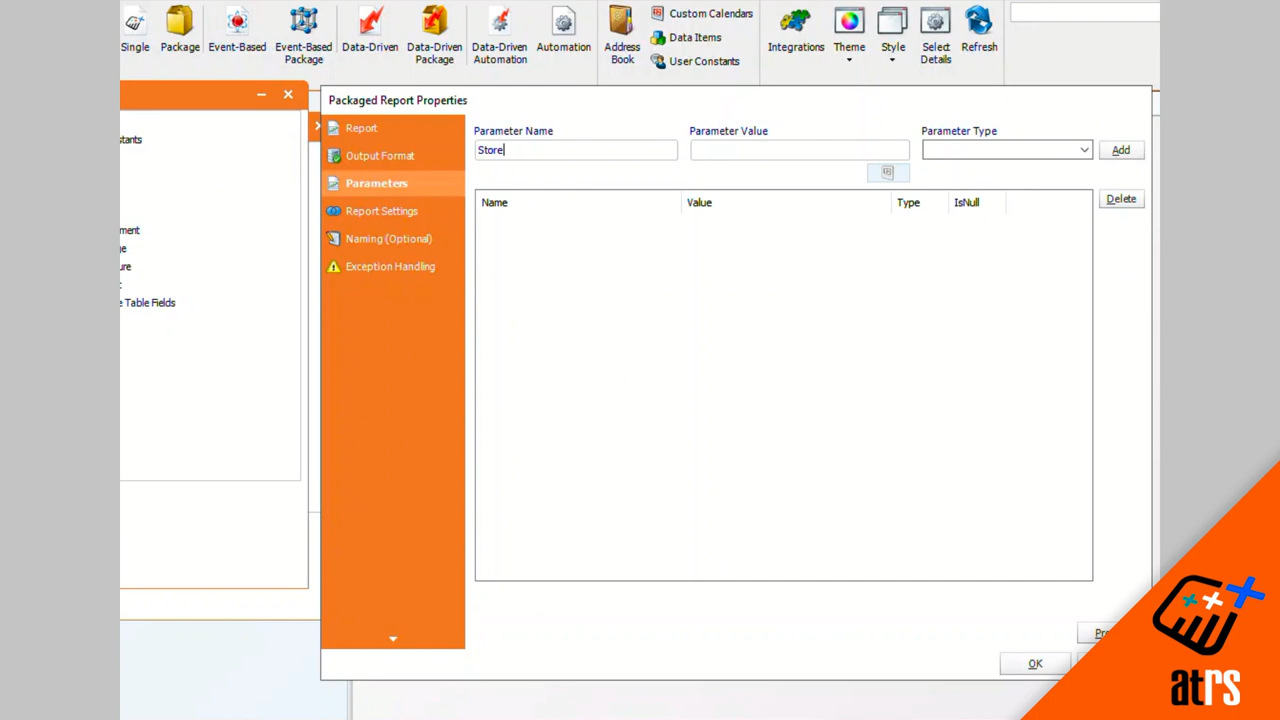 Single
Package
Event-Based
Event-Based
Package
Data-Driven
Data-Driven
Package
Data-Driven
Automation
Automation
Address
Book
Custom Calendars
Data Items
User Constants
Integrations
Theme
Style
Select
Details
Refresh
Packaged Report Properties
Report
Output Format
Parameters
Report Settings
Naming (Optional)
Exception Handling
Parameter Name
Parameter Value
Parameter Type
Store
Add
Delete
Name Value Type IsNull
Table Fields
OK
atrs